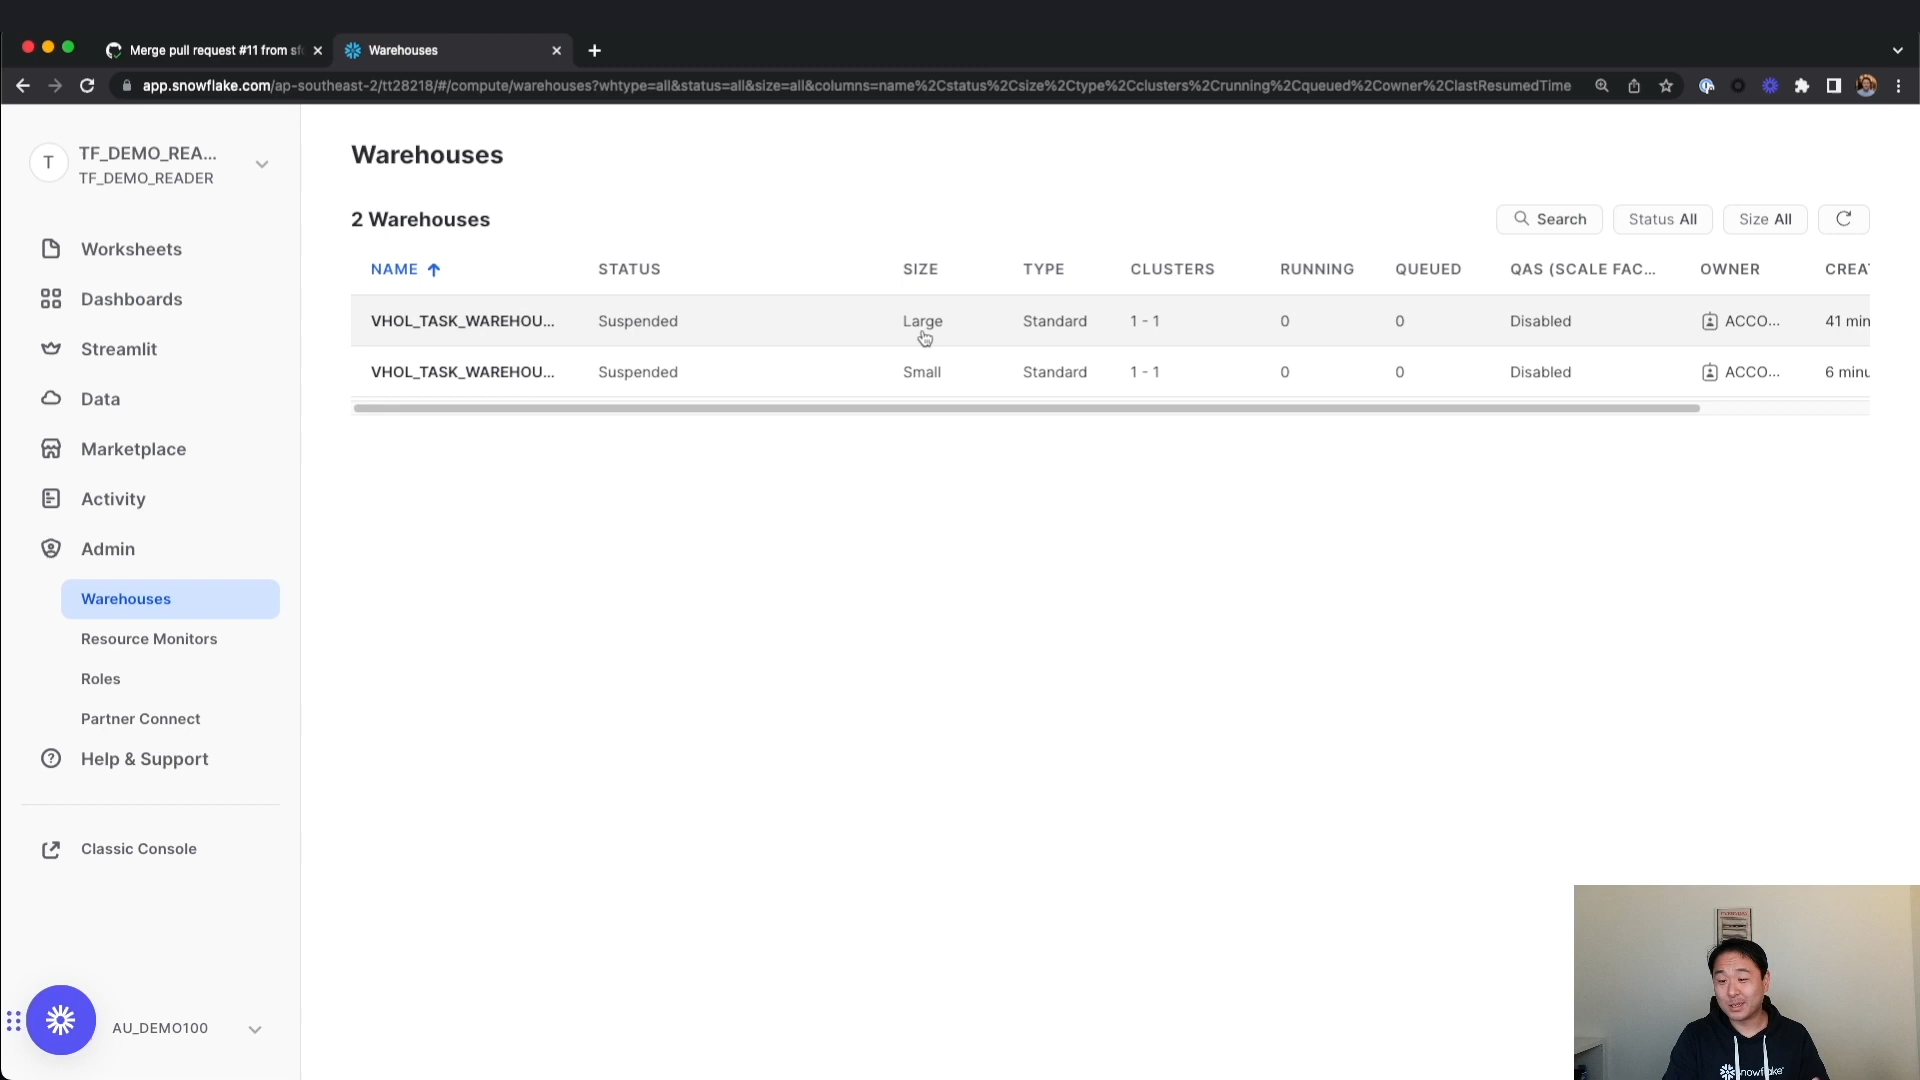 Merge pull request #11 from sf
Warehouses
app.snowflake.com/ap-southeast-2/tt28218/#/compute/warehouses?whtype=all&status=all&size=all&columns=name%2Cstatus%2Csize%2Ctype%2Cclusters%2Crunning%2Cqueued%2Cowner%2ClastResumedTime
T
TF_DEMO_REA...
TF_DEMO_READER
Worksheets
Dashboards
Streamlit
Data
Marketplace
Activity
Admin
Warehouses
Resource Monitors
Roles
Partner Connect
Help & Support
Classic Console
AU_DEMO100
Warehouses
2 Warehouses
Search
Status All
Size All
NAME STATUS SIZE TYPE CLUSTERS RUNNING QUEUED QAS (SCALE FAC... OWNER CREAT
VHOL_TASK_WAREHOU... Suspended Large Standard 1 - 1 0 0 Disabled ACCO... 41 min
VHOL_TASK_WAREHOU... Suspended Small Standard 1 - 1 0 0 Disabled ACCO... 6 minu
snowflake